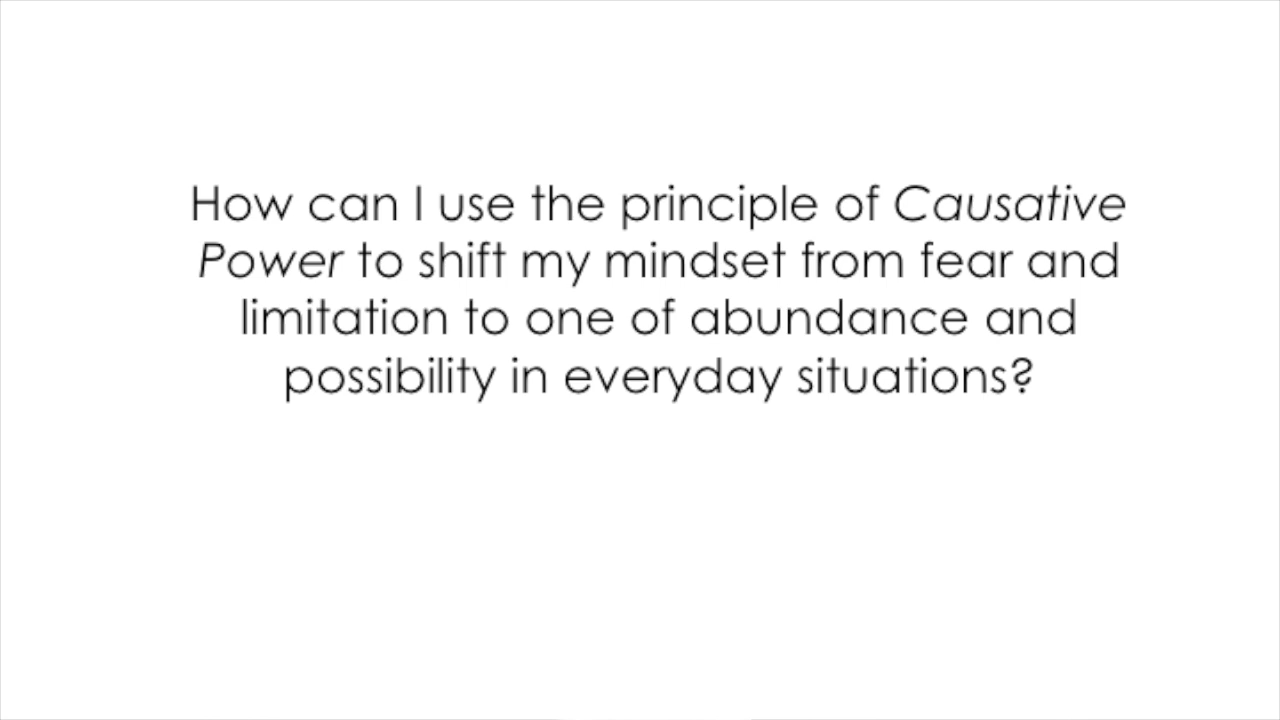 How can I use the principle of Causative
Power to shift my mindset from fear and
limitation to one of abundance and
possibility in everyday situations?